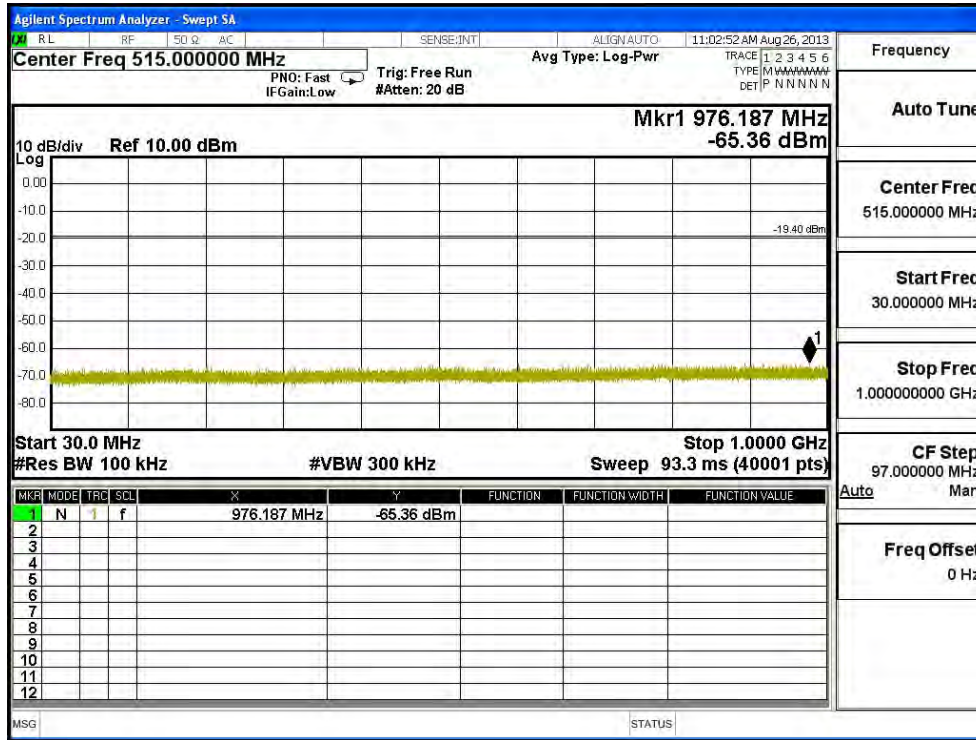 Agilent Spectrum Analyzer - Swept SA
RL RF 50 Ω AC SENSE:INT ALIGN AUTO 11:02:52 AM Aug 26, 2013
Center Freq 515.000000 MHz
PNO: Fast
IFGain:Low
Trig: Free Run
#Atten: 20 dB
Avg Type: Log-Pwr
TRACE 1 2 3 4 5 6
TYPE M WWWWW
DET P N N N N N
Mkr1 976.187 MHz
-65.36 dBm
10 dB/div Ref 10.00 dBm
Log
0.00
-10.0
-20.0
-19.40 dBm
-30.0
-40.0
-50.0
-60.0
1
-70.0
-80.0
Start 30.0 MHz Stop 1.0000 GHz
#Res BW 100 kHz #VBW 300 kHz Sweep 93.3 ms (40001 pts)
MKR MODE TRC SCL X Y FUNCTION FUNCTION WIDTH FUNCTION VALUE
1 N 1 f 976.187 MHz -65.36 dBm
2
3
4
5
6
7
8
9
10
11
12
MSG STATUS
Frequency
Auto Tune
Center Freq
515.000000 MHz
Start Freq
30.000000 MHz
Stop Freq
1.000000000 GHz
CF Step
97.000000 MHz
Auto Man
Freq Offset
0 Hz